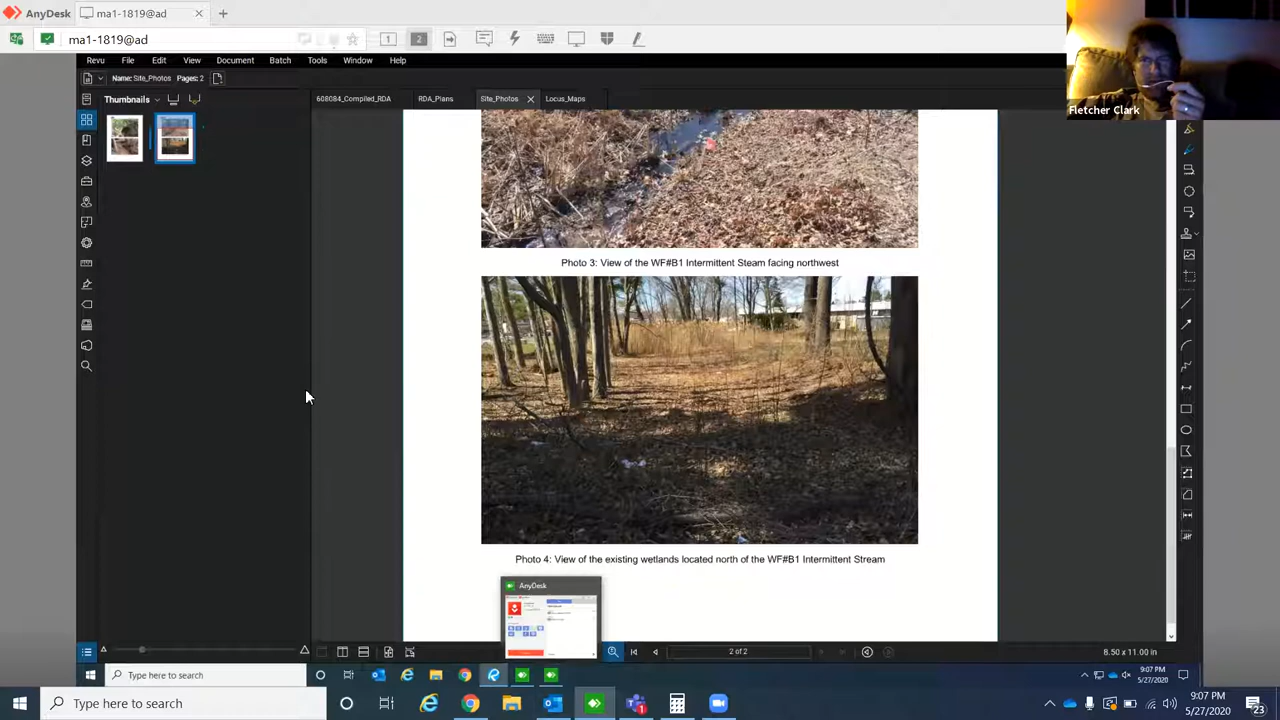 AnyDesk
ma1-1819@ad
ma1-1819@ad
1
2
Revu File Edit View Document Batch Tools Window Help
Name: Site_Photos Pages: 2
Thumbnails
608084_Compiled_RDA
RDA_Plans
Site_Photos
Locus_Maps
Fletcher Clark
Photo 3: View of the WF#B1 Intermittent Steam facing northwest
Photo 4: View of the existing wetlands located north of the WF#B1 Intermittent Stream
AnyDesk
2 of 2
8.50 x 11.00 in
Type here to search
9:07 PM
5/27/2020
Type here to search
9:07 PM
5/27/2020
23